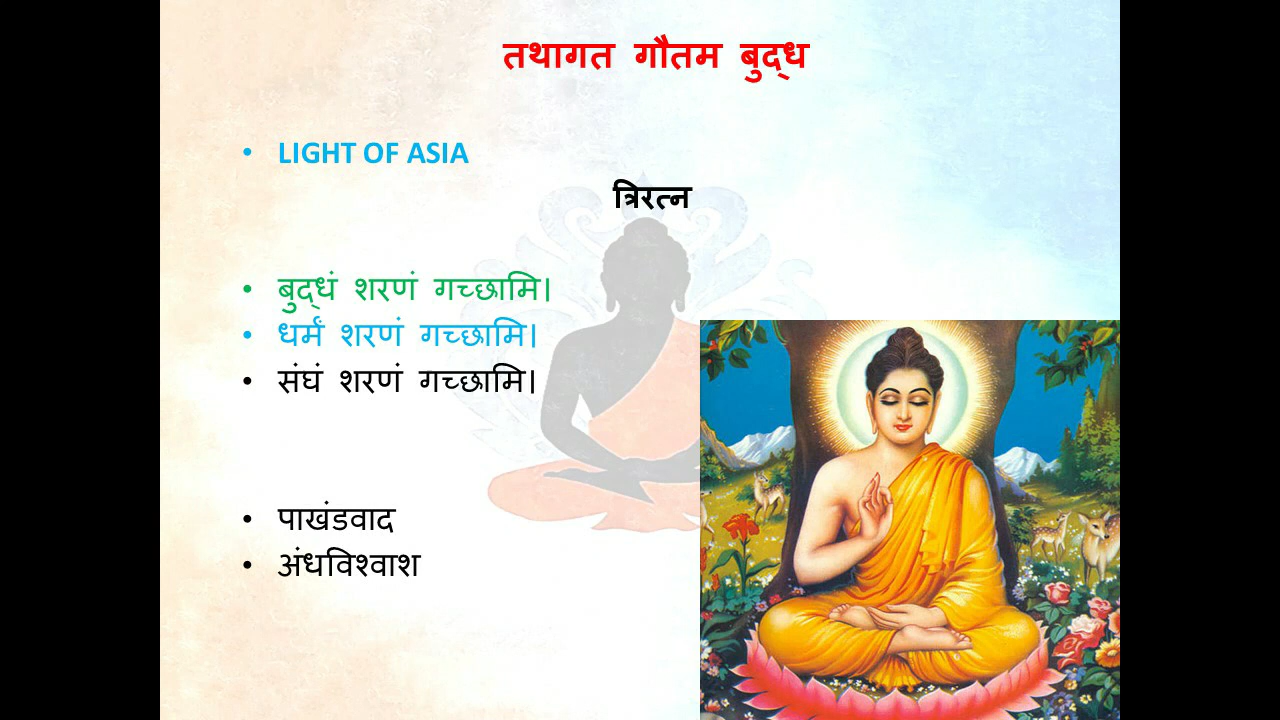 तथागत गौतम बुद्ध
• LIGHT OF ASIA
त्रिरत्न
• बुद्धं शरणं गच्छामि।
• धर्मं शरणं गच्छामि।
• संघं शरणं गच्छामि।
• पाखंडवाद
• अंधविश्वाश